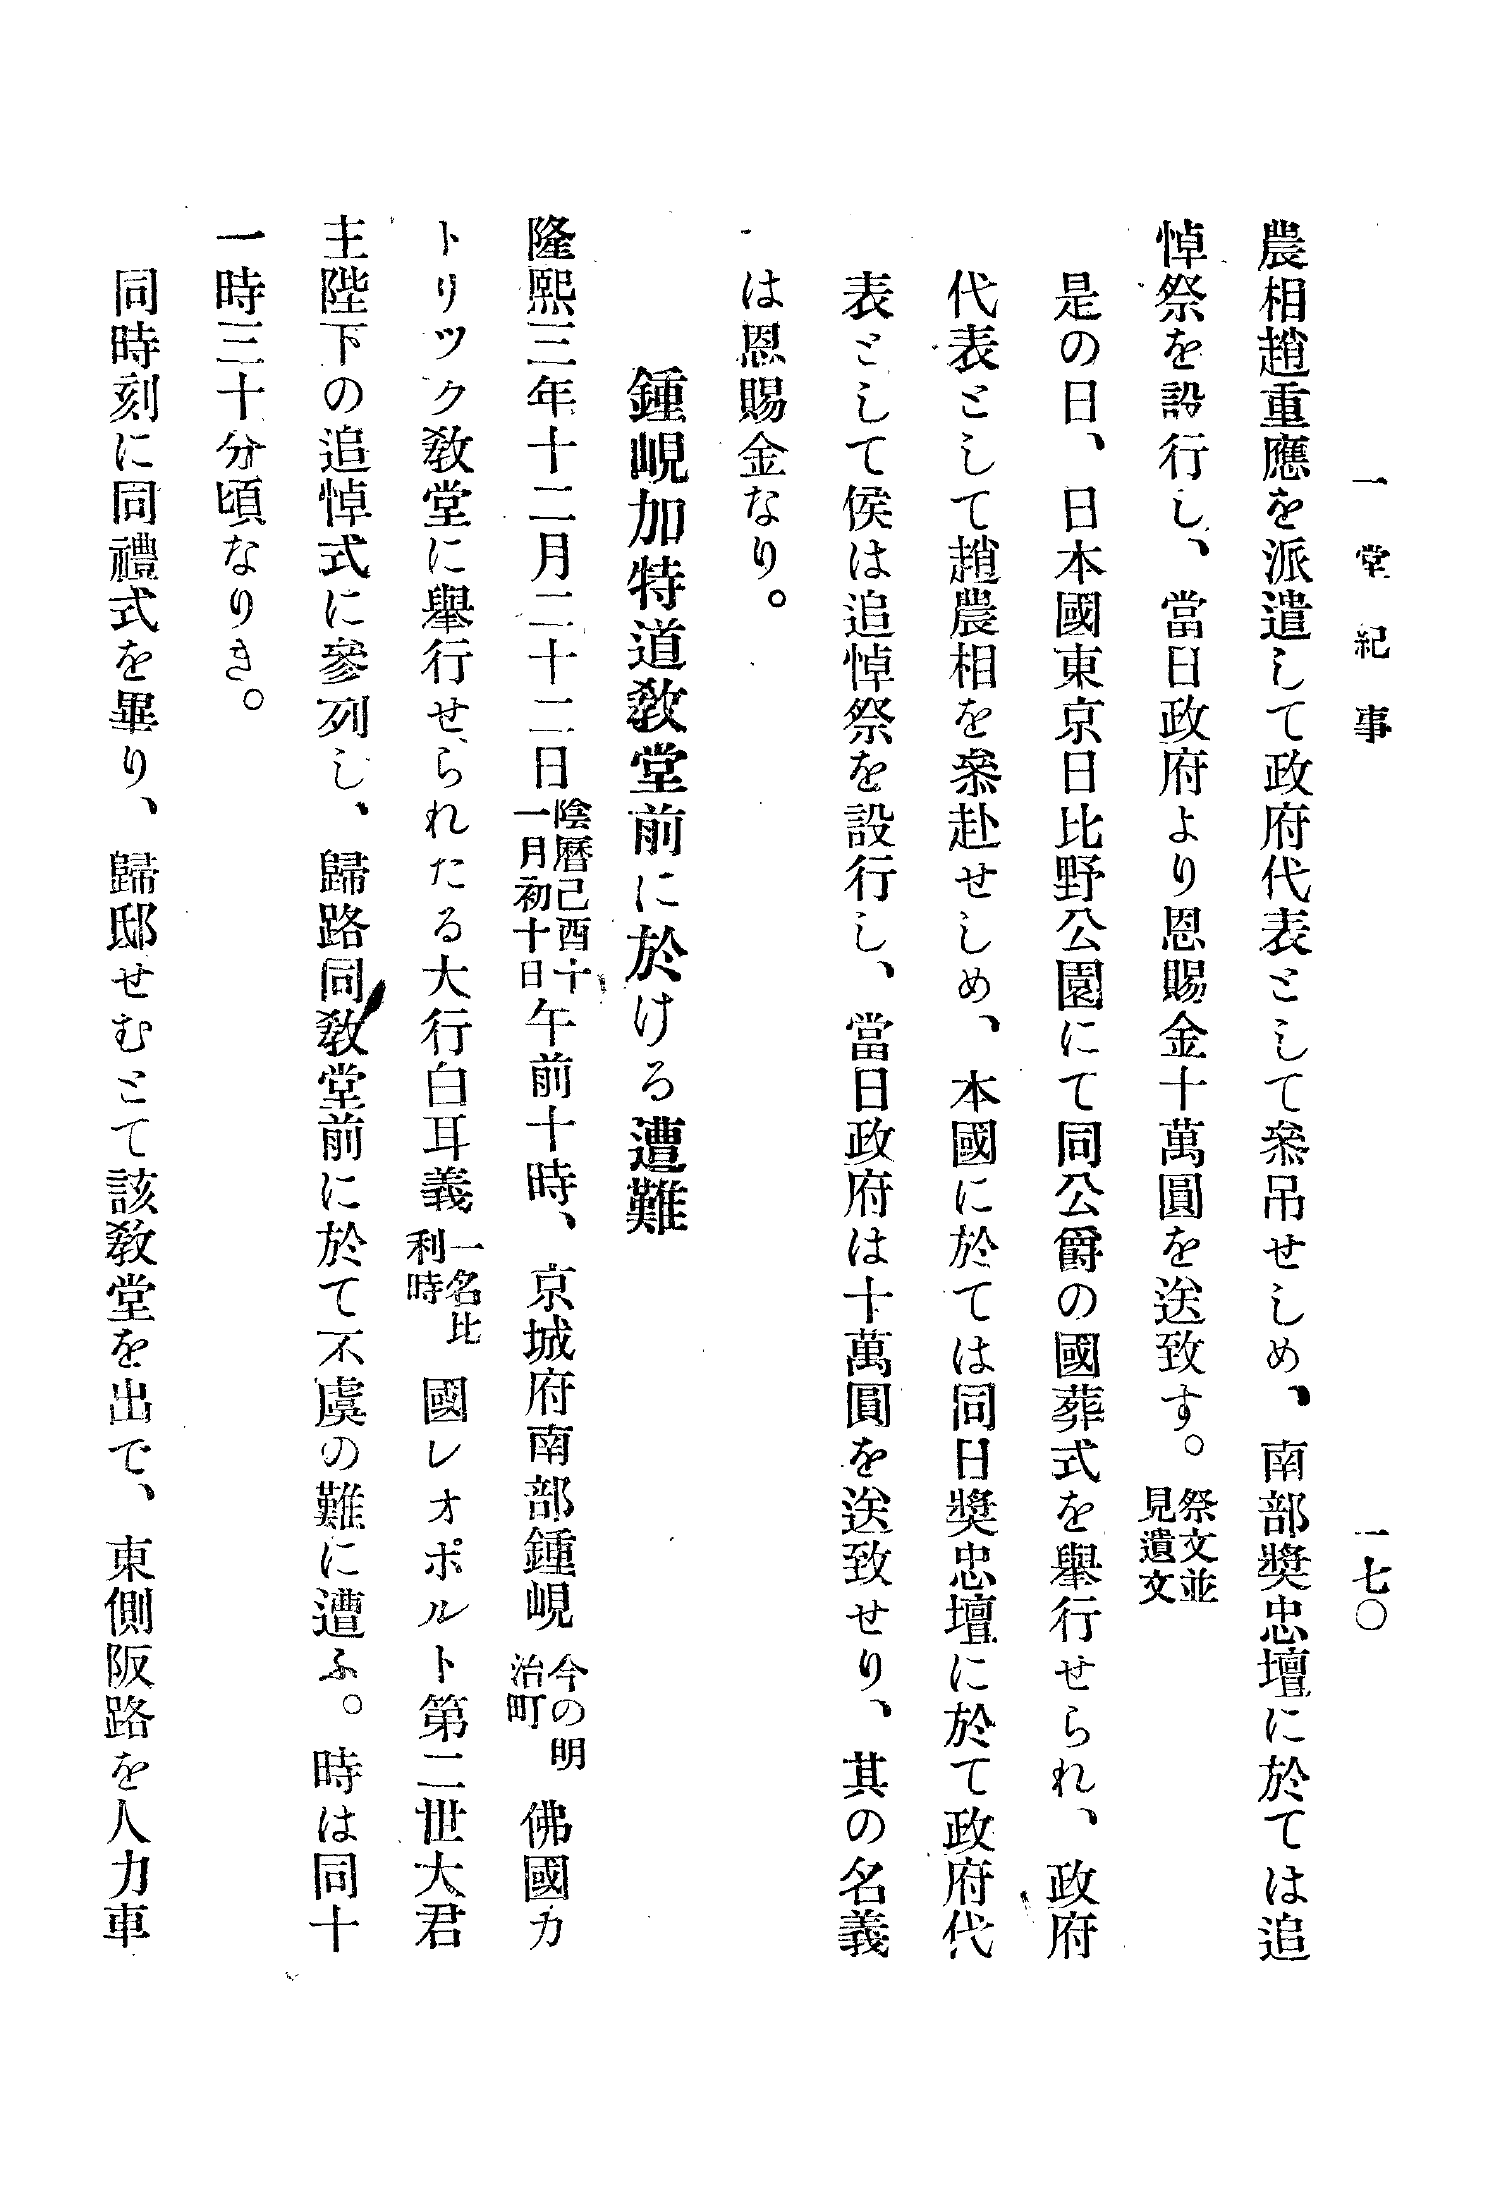 一堂紀事
一七〇
農相趙重應を派遣して政府代表として叅吊せしめ、南部奬忠壇に於ては追
悼祭を設行し、當日政府より恩賜金十萬圓を送致す。祭文並見遺文
是の日、日本國東京日比野公園にて同公爵の國葬式を舉行せられ、政府
代表として趙農相を叅赴せしめ、本國に於ては同日奬忠壇に於て政府代
表として侯は追悼祭を設行し、當日政府は十萬圓を送致せり、其の名義
は恩賜金なり。
鍾峴加特道敎堂前に於ける遭難
隆熙三年十二月二十二日陰曆己酉十一月初十日午前十時、京城府南部鍾峴今の明治町佛國カ
トリツク敎堂に舉行せられたる大行白耳義一名比利時國レオポルト第二世大君
主陛下の追悼式に參列し、歸路同敎堂前に於て不虞の難に遭ふ。時は同十
一時三十分頃なりき。
同時刻に同禮式を畢り、歸邸せむとて該敎堂を出で、東側阪路を人力車